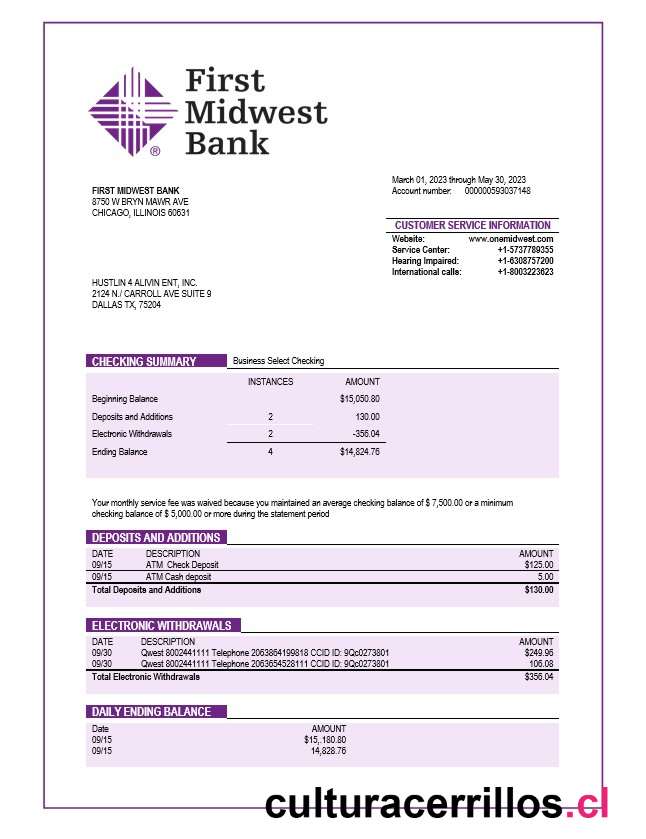 First
Midwest
Bank
®
March 01, 2023 through May 30, 2023
Account number: 000000593037148
FIRST MIDWEST BANK
8750 W BRYN MAWR AVE
CHICAGO, ILLINOIS 60631
CUSTOMER SERVICE INFORMATION
Website: www.onemidwest.com
Service Center: +1-5737789355
Hearing Impaired: +1-6308757200
International calls: +1-8003223623
HUSTLIN 4 ALIVIN ENT, INC.
2124 N./ CARROLL AVE SUITE 9
DALLAS TX, 75204
CHECKING SUMMARY Business Select Checking
INSTANCES AMOUNT
Beginning Balance $15,050.80
Deposits and Additions 2 130.00
Electronic Withdrawals 2 -356.04
Ending Balance 4 $14,824.76
Your monthly service fee was waived because you maintained an average checking balance of $ 7,500.00 or a minimum
checking balance of $ 5,000.00 or more during the statement period
DEPOSITS AND ADDITIONS
DATE DESCRIPTION AMOUNT
09/15 ATM Check Deposit $125.00
09/15 ATM Cash deposit 5.00
Total Deposits and Additions $130.00
ELECTRONIC WITHDRAWALS
DATE DESCRIPTION AMOUNT
09/30 Qwest 8002441111 Telephone 2063864199818 CCID ID: 9Qc0273801 $249.96
09/30 Qwest 8002441111 Telephone 2063654528111 CCID ID: 9Qc0273801 106.08
Total Electronic Withdrawals $356.04
DAILY ENDING BALANCE
Date AMOUNT
09/15 $15,.180.80
09/15 14,828.76
culturacerrillos.cl